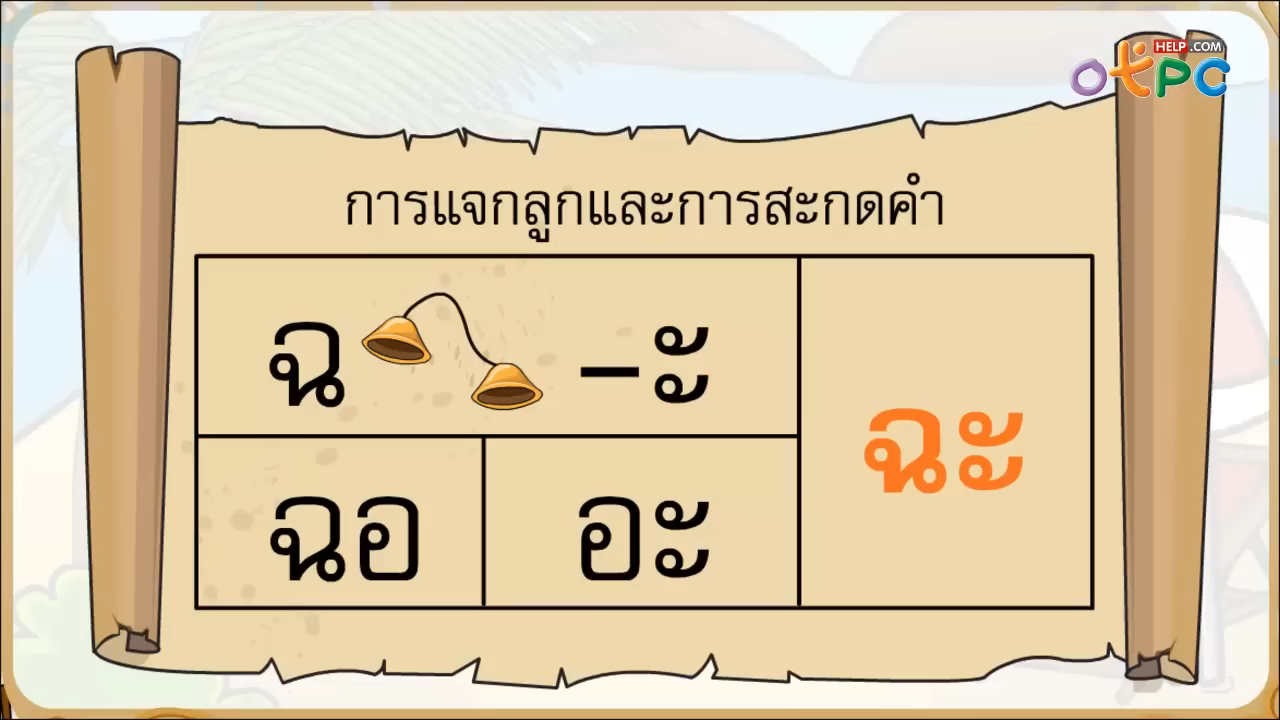 HELP .COM
otpc
การแจกลูกและการสะกดคำ
ฉ –ะ
ฉะ
ฉอ อะ